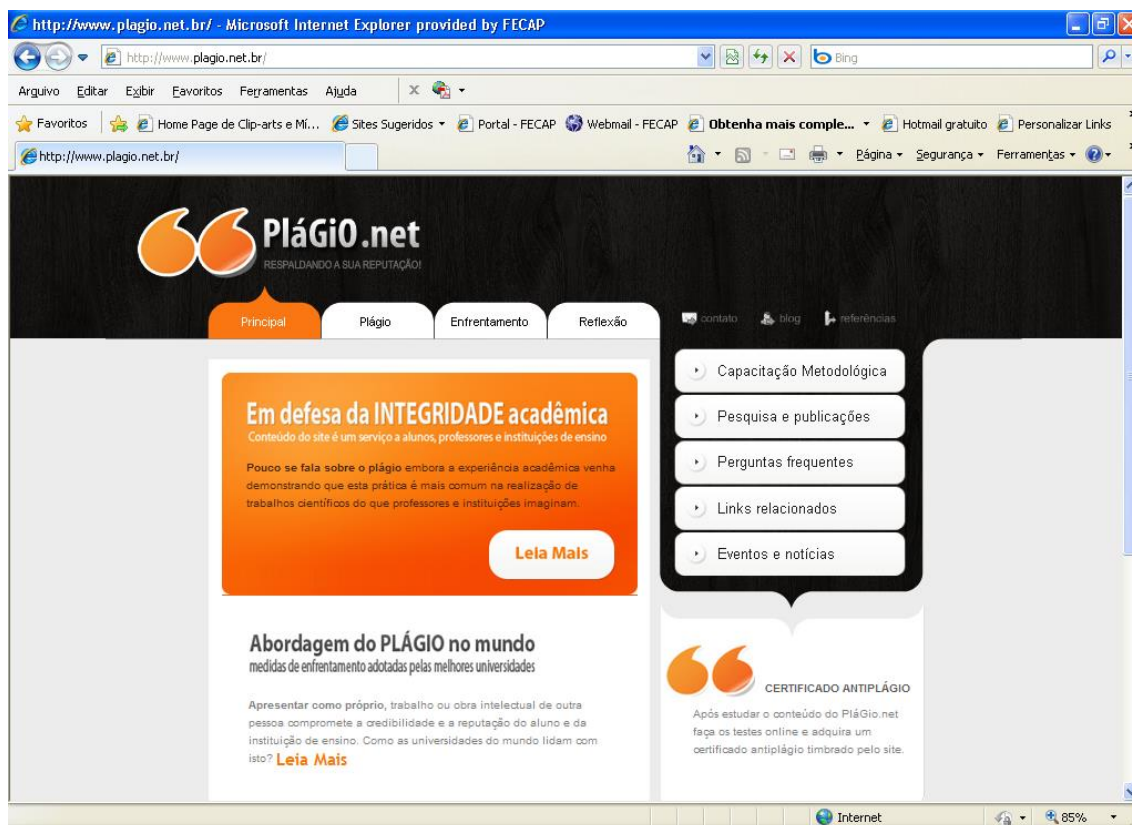 http://www.plagio.net.br/ - Microsoft Internet Explorer provided by FECAP
http://www.plagio.net.br/
Bing
Arquivo Editar Exibir Favoritos Ferramentas Ajuda
Favoritos Home Page de Clip-arts e Mí... Sites Sugeridos Portal - FECAP Webmail - FECAP Obtenha mais comple... Hotmail gratuito Personalizar Links
http://www.plagio.net.br/ Página Segurança Ferramentas
PláGiO.net
RESPALDANDO A SUA REPUTAÇÃO!
Principal Plágio Enfrentamento Reflexão
contato blog referências
Em defesa da INTEGRIDADE acadêmica
Conteúdo do site é um serviço a alunos, professores e instituições de ensino
Pouco se fala sobre o plágio embora a experiência acadêmica venha
demonstrando que esta prática é mais comum na realização de
trabalhos científicos do que professores e instituições imaginam.
Leia Mais
Abordagem do PLÁGIO no mundo
medidas de enfrentamento adotadas pelas melhores universidades
Apresentar como próprio, trabalho ou obra intelectual de outra
pessoa compromete a credibilidade e a reputação do aluno e da
instituição de ensino. Como as universidades do mundo lidam com
isto? Leia Mais
Capacitação Metodológica
Pesquisa e publicações
Perguntas frequentes
Links relacionados
Eventos e notícias
CERTIFICADO ANTIPLÁGIO
Após estudar o conteúdo do PláGio.net
faça os testes online e adquira um
certificado antiplágio timbrado pelo site.
Internet 85%